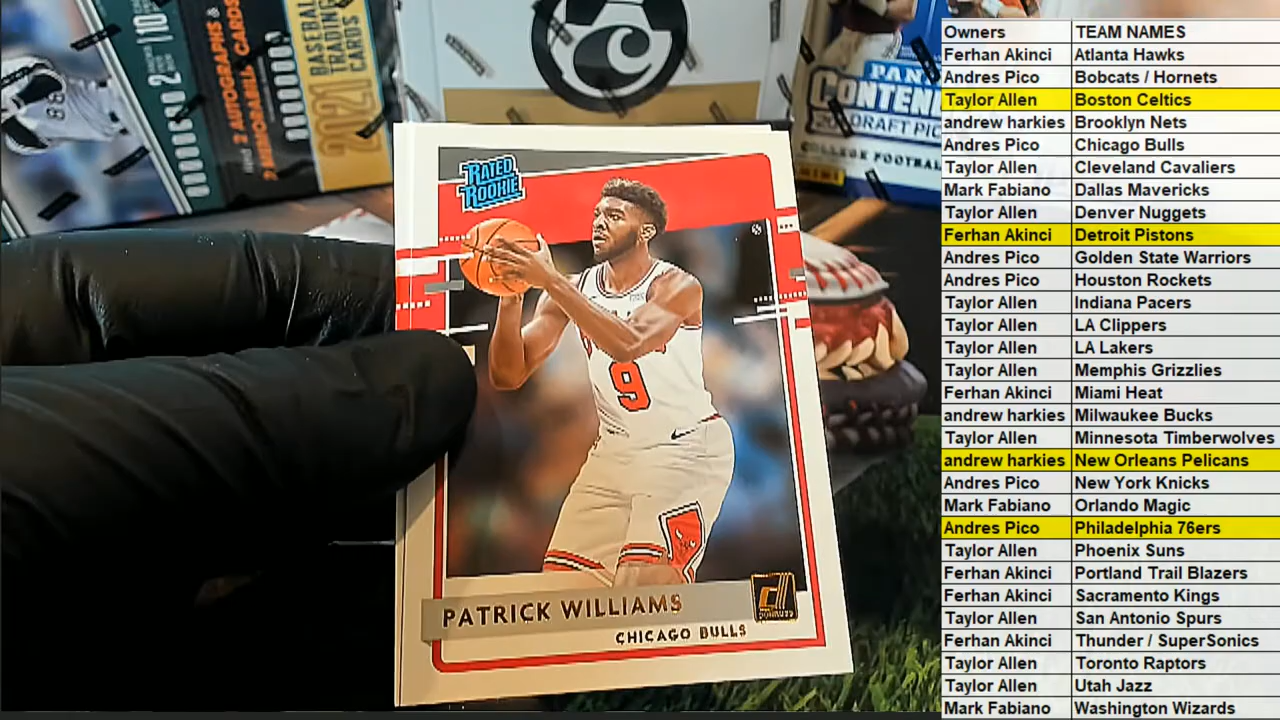 Owners TEAM NAMES
Ferhan Akinci Atlanta Hawks
Andres Pico Bobcats / Hornets
Taylor Allen Boston Celtics
andrew harkies Brooklyn Nets
Andres Pico Chicago Bulls
Taylor Allen Cleveland Cavaliers
Mark Fabiano Dallas Mavericks
Taylor Allen Denver Nuggets
Ferhan Akinci Detroit Pistons
Andres Pico Golden State Warriors
Andres Pico Houston Rockets
Taylor Allen Indiana Pacers
Taylor Allen LA Clippers
Taylor Allen LA Lakers
Taylor Allen Memphis Grizzlies
Ferhan Akinci Miami Heat
andrew harkies Milwaukee Bucks
Taylor Allen Minnesota Timberwolves
andrew harkies New Orleans Pelicans
Andres Pico New York Knicks
Mark Fabiano Orlando Magic
Andres Pico Philadelphia 76ers
Taylor Allen Phoenix Suns
Ferhan Akinci Portland Trail Blazers
Ferhan Akinci Sacramento Kings
Taylor Allen San Antonio Spurs
Ferhan Akinci Thunder / SuperSonics
Taylor Allen Toronto Raptors
Taylor Allen Utah Jazz
Mark Fabiano Washington Wizards
RATED
ROOKIE
9
PATRICK WILLIAMS
CHICAGO BULLS
DONRUSS
2 AUTOGRAPHS &
MEMORABILIA CARDS
2021 BASEBALL
TRADING
CARDS
DRAFT
COLLEGE